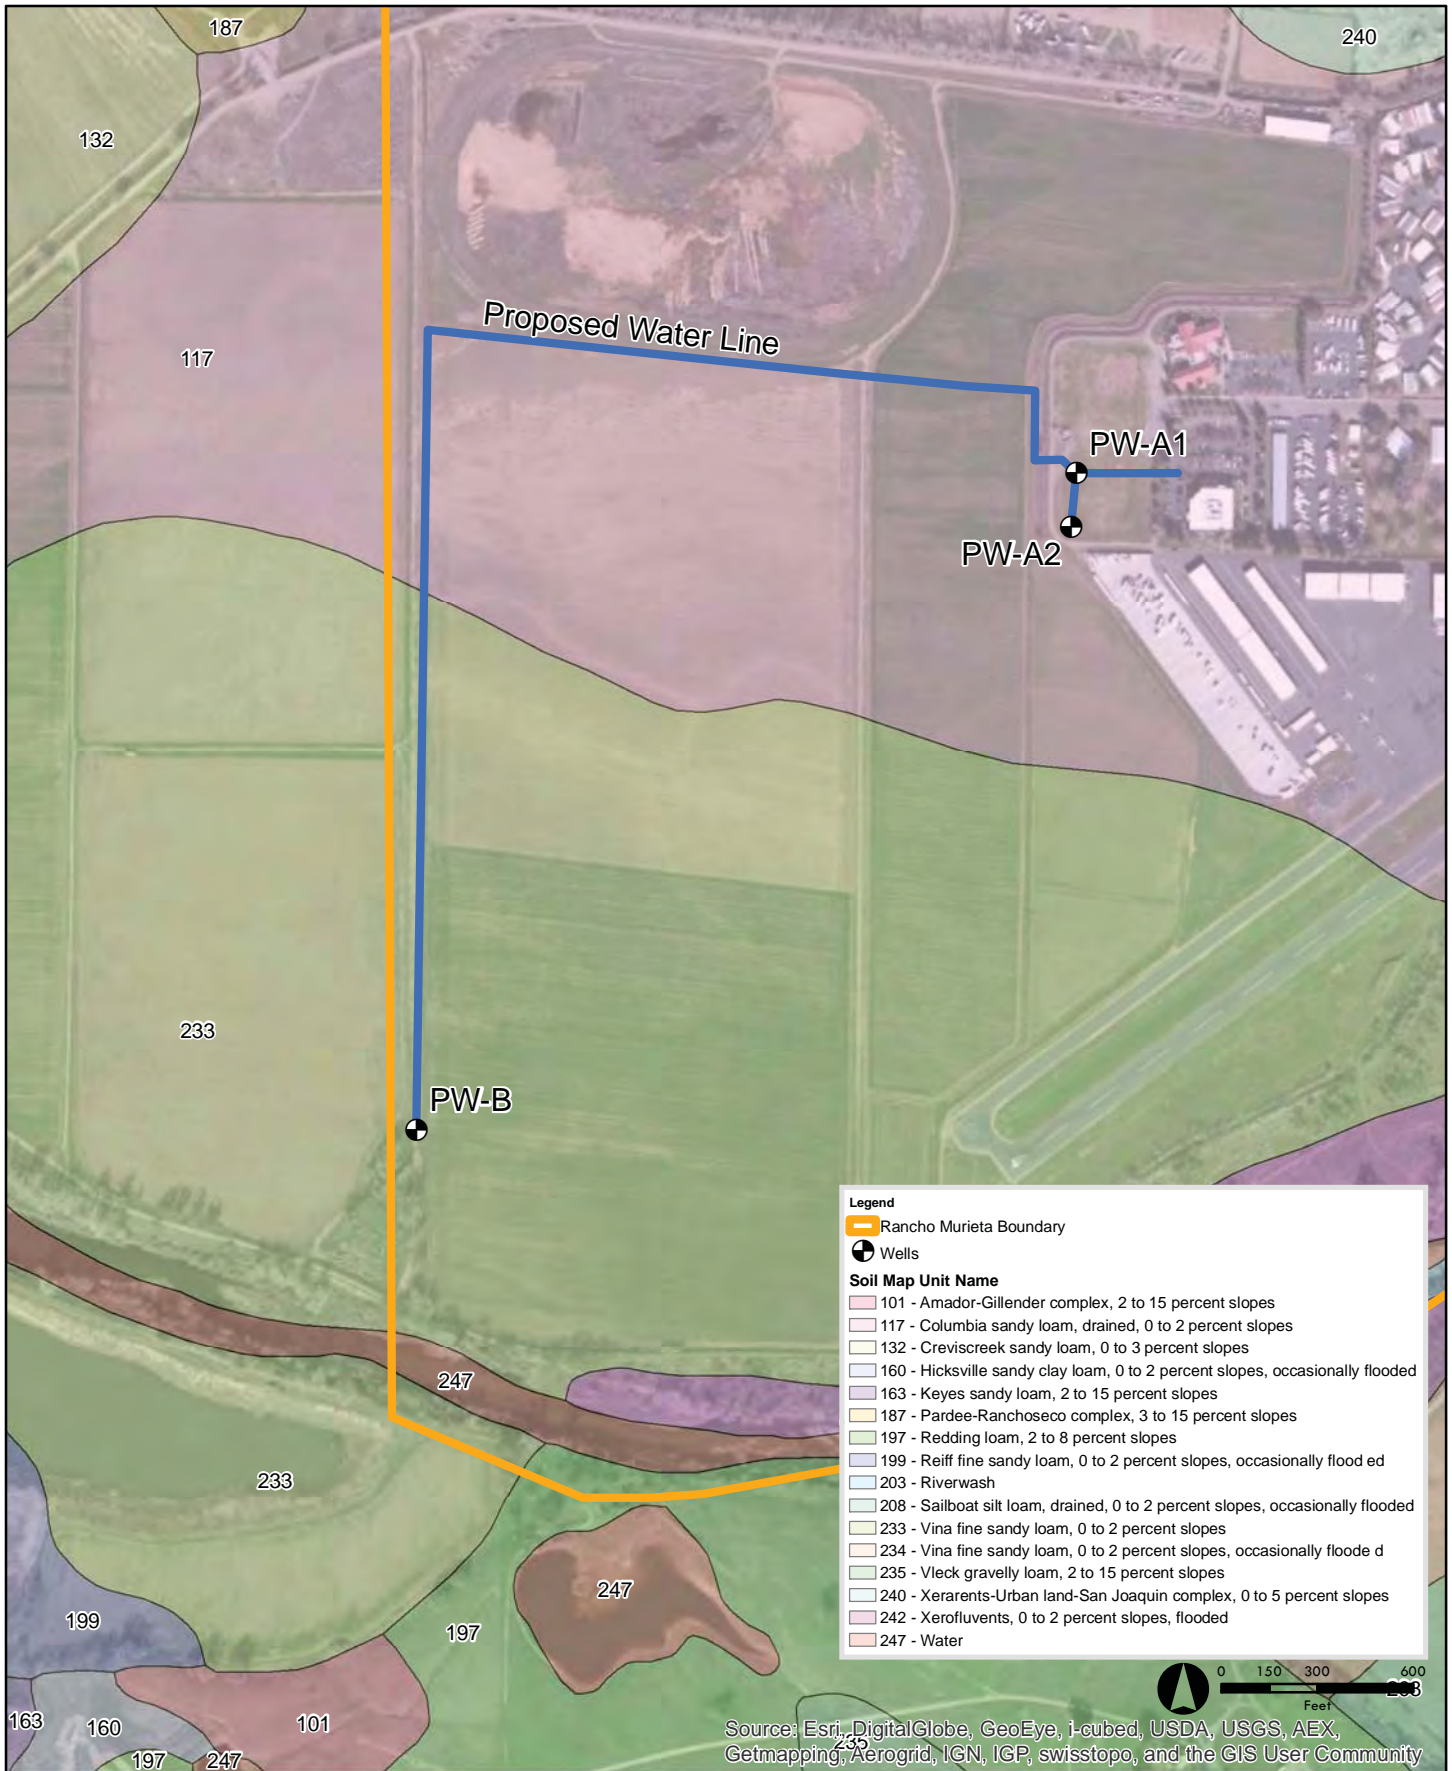 187
240
132
Proposed Water Line
117
PW-A1
PW-A2
233
PW-B
Legend
Rancho Murieta Boundary
Wells
Soil Map Unit Name
101 - Amador-Gillender complex, 2 to 15 percent slopes
117 - Columbia sandy loam, drained, 0 to 2 percent slopes
132 - Creviscreek sandy loam, 0 to 3 percent slopes
160 - Hicksville sandy clay loam, 0 to 2 percent slopes, occasionally flooded
163 - Keyes sandy loam, 2 to 15 percent slopes
187 - Pardee-Ranchoseco complex, 3 to 15 percent slopes
197 - Redding loam, 2 to 8 percent slopes
199 - Reiff fine sandy loam, 0 to 2 percent slopes, occasionally flood ed
203 - Riverwash
208 - Sailboat silt loam, drained, 0 to 2 percent slopes, occasionally flooded
233 - Vina fine sandy loam, 0 to 2 percent slopes
234 - Vina fine sandy loam, 0 to 2 percent slopes, occasionally floode d
235 - Vleck gravelly loam, 2 to 15 percent slopes
240 - Xerarents-Urban land-San Joaquin complex, 0 to 5 percent slopes
242 - Xerofluvents, 0 to 2 percent slopes, flooded
247 - Water
247
233
247
199
197
163
160
101
197
247
235
0 150 300 600
Feet
Source: Esri, DigitalGlobe, GeoEye, i-cubed, USDA, USGS, AEX,
Getmapping, Aerogrid, IGN, IGP, swisstopo, and the GIS User Community